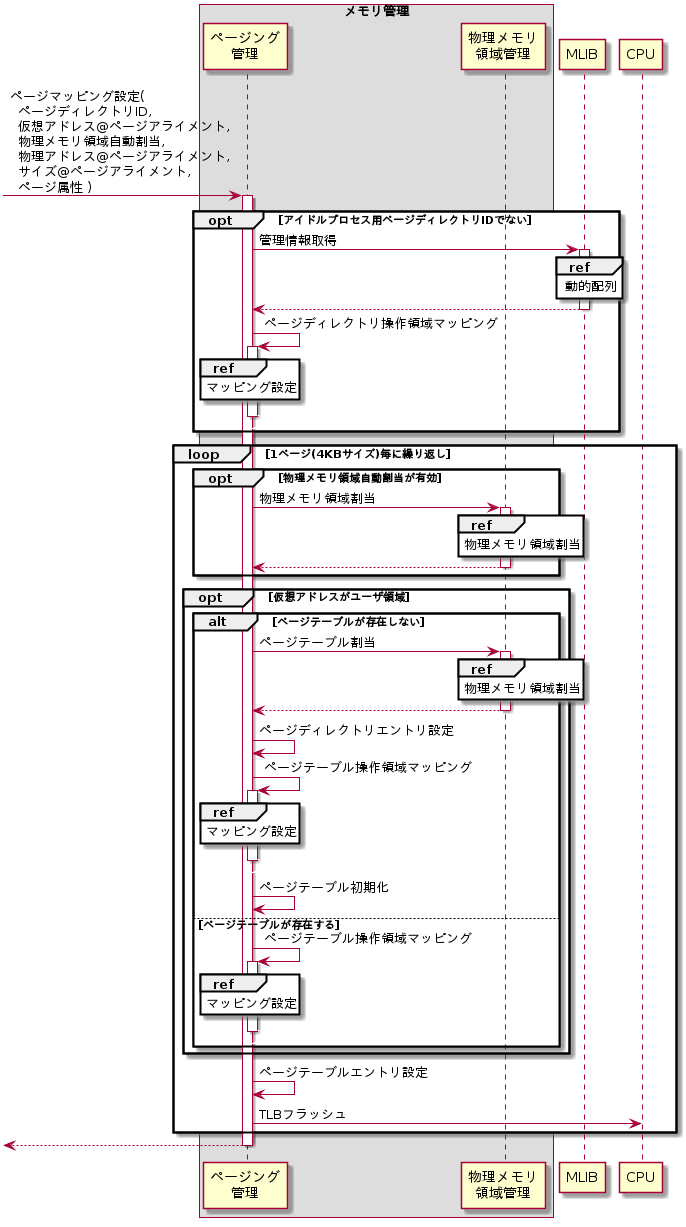 メモリ管理
ページング
管理
物理メモリ
領域管理
MLIB
CPU
ページマッピング設定(
ページディレクトリID,
仮想アドレス@ページアライメント,
物理メモリ領域自動割当,
物理アドレス@ページアライメント,
サイズ@ページアライメント,
ページ属性 )
opt
[アイドルプロセス用ページディレクトリIDでない]
管理情報取得
ref
動的配列
ページディレクトリ操作領域マッピング
ref
マッピング設定
loop
[1ページ(4KBサイズ)毎に繰り返し]
opt
[物理メモリ領域自動割当が有効]
物理メモリ領域割当
ref
物理メモリ領域割当
opt
[仮想アドレスがユーザ領域]
alt
[ページテーブルが存在しない]
ページテーブル割当
ref
物理メモリ領域割当
ページディレクトリエントリ設定
ページテーブル操作領域マッピング
ref
マッピング設定
ページテーブル初期化
[ページテーブルが存在する]
ページテーブル操作領域マッピング
ref
マッピング設定
ページテーブルエントリ設定
TLBフラッシュ
ページング
管理
物理メモリ
領域管理
MLIB
CPU